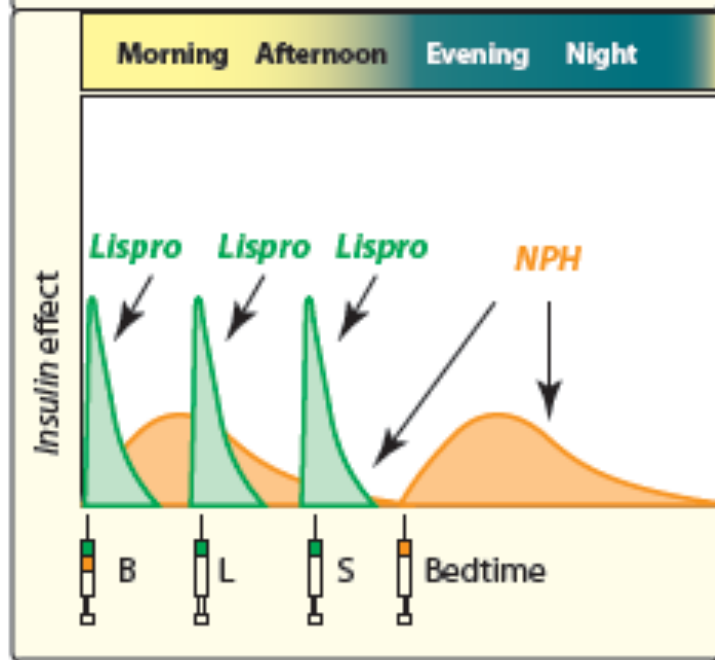 Morning Afternoon Evening Night
Lispro Lispro Lispro NPH
Insulin effect
B L S Bedtime